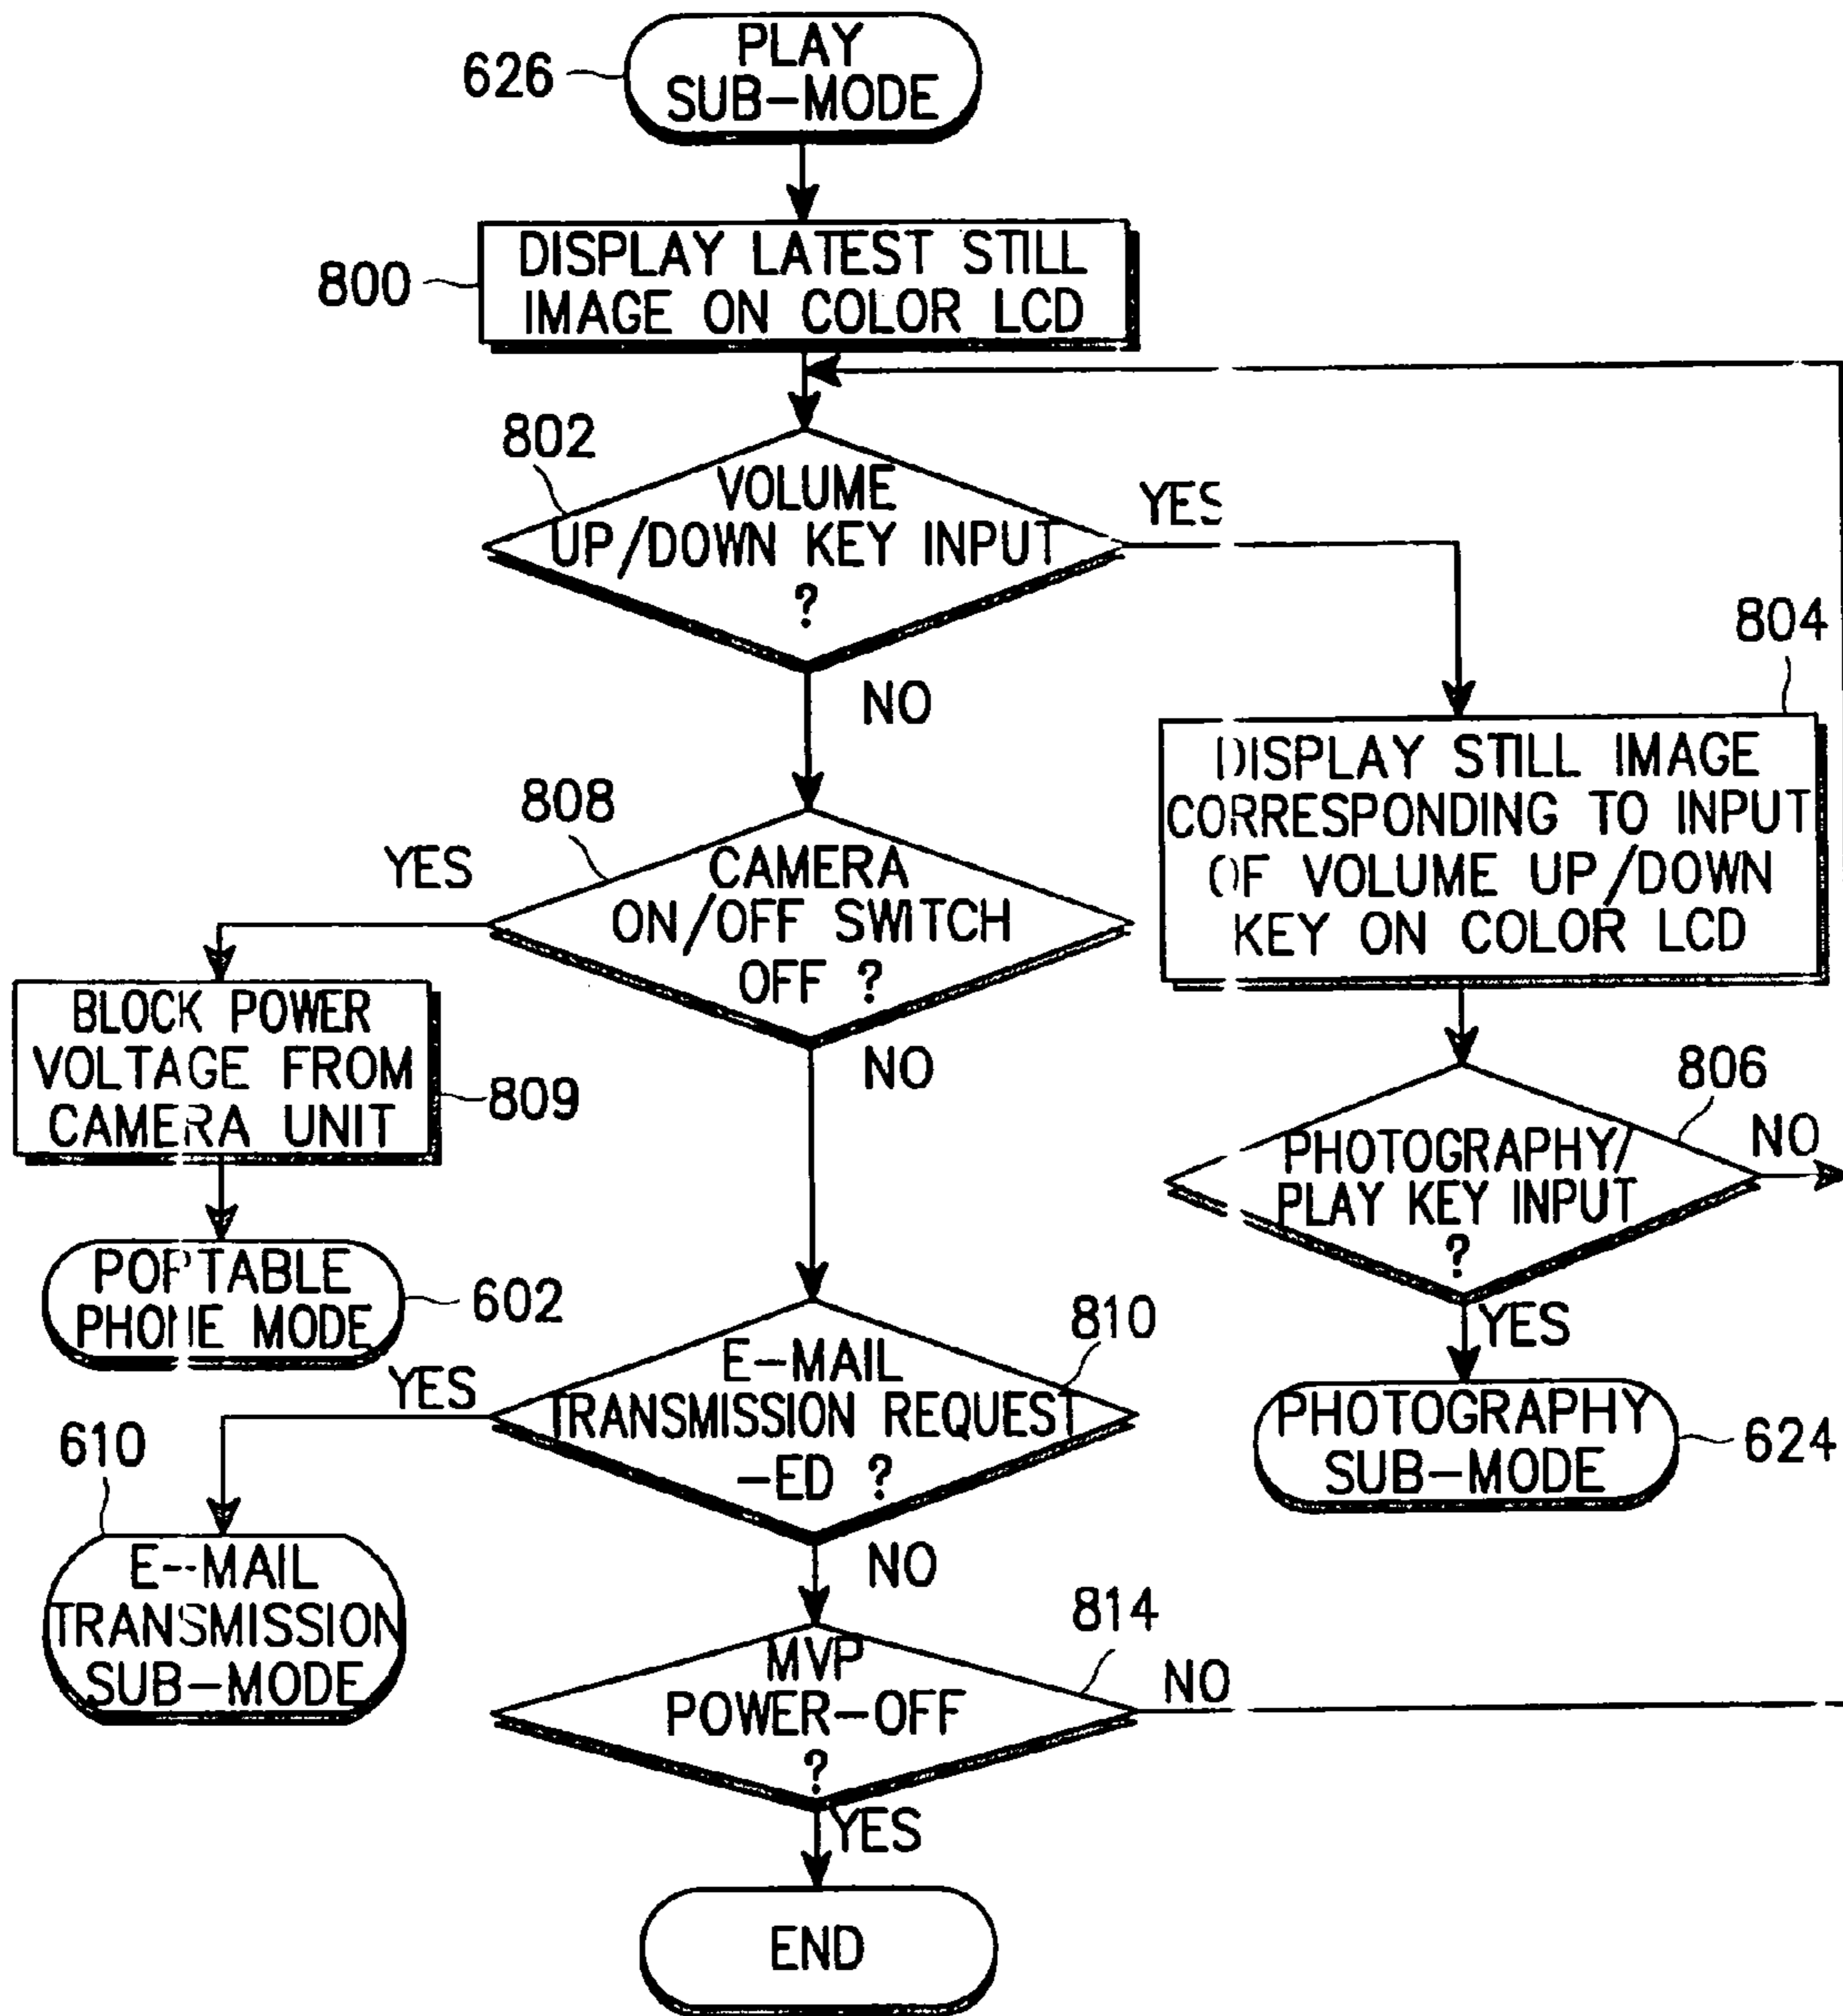 626
PLAY
SUB-MODE
800
DISPLAY LATEST STILL
IMAGE ON COLOR LCD
802
VOLUME
UP/DOWN KEY INPUT
?
YES
NO
804
DISPLAY STILL IMAGE
CORRESPONDING TO INPUT
OF VOLUME UP/DOWN
KEY ON COLOR LCD
808
YES
CAMERA
ON/OFF SWITCH
OFF ?
NO
BLOCK POWER
VOLTAGE FROM
CAMERA UNIT
809
806
PHOTOGRAPHY/
PLAY KEY INPUT
?
NO
YES
PORTABLE
PHONE MODE
602
PHOTOGRAPHY
SUB-MODE
624
810
YES
E-MAIL
TRANSMISSION REQUEST
-ED ?
NO
610
E-MAIL
TRANSMISSION
SUB-MODE
814
MVP
POWER-OFF
?
NO
YES
END